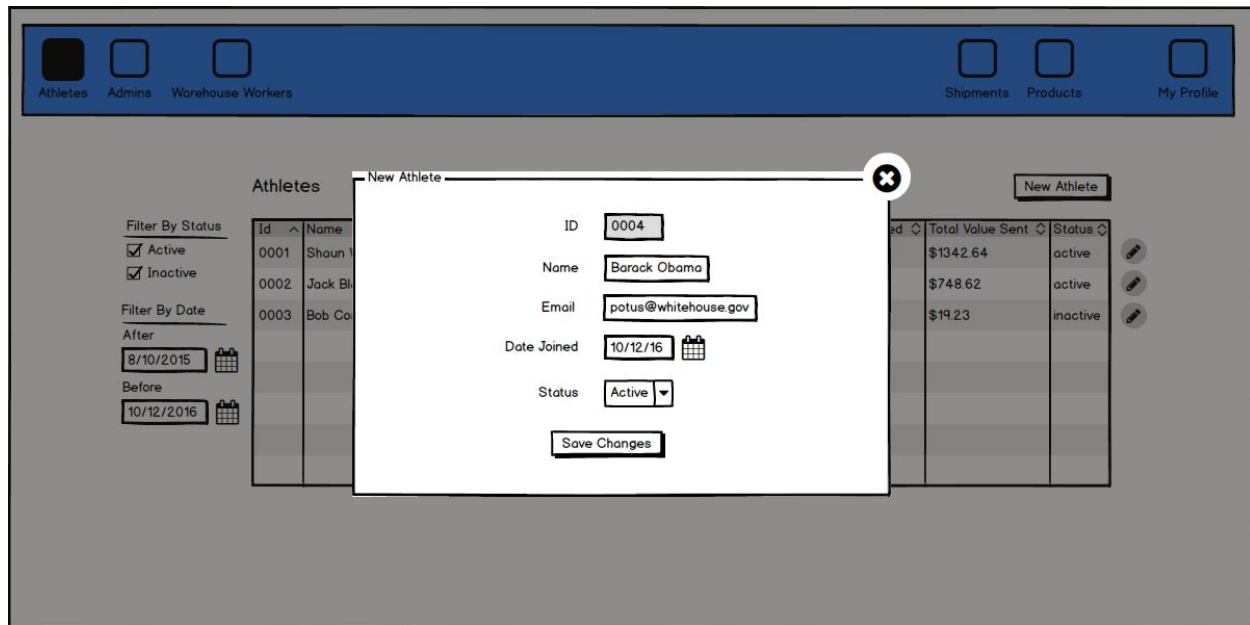 Athletes Admins Warehouse Workers Shipments Products My Profile
Athletes
New Athlete
Filter By Status
Active
Inactive
Filter By Date
After
8/10/2015
Before
10/12/2016
Id Name Total Value Sent Status
0001 Shaun $1342.64 active
0002 Jack $748.62 active
0003 Bob $19.23 inactive
New Athlete
ID 0004
Name Barack Obama
Email potus@whitehouse.gov
Date Joined 10/12/16
Status Active
Save Changes